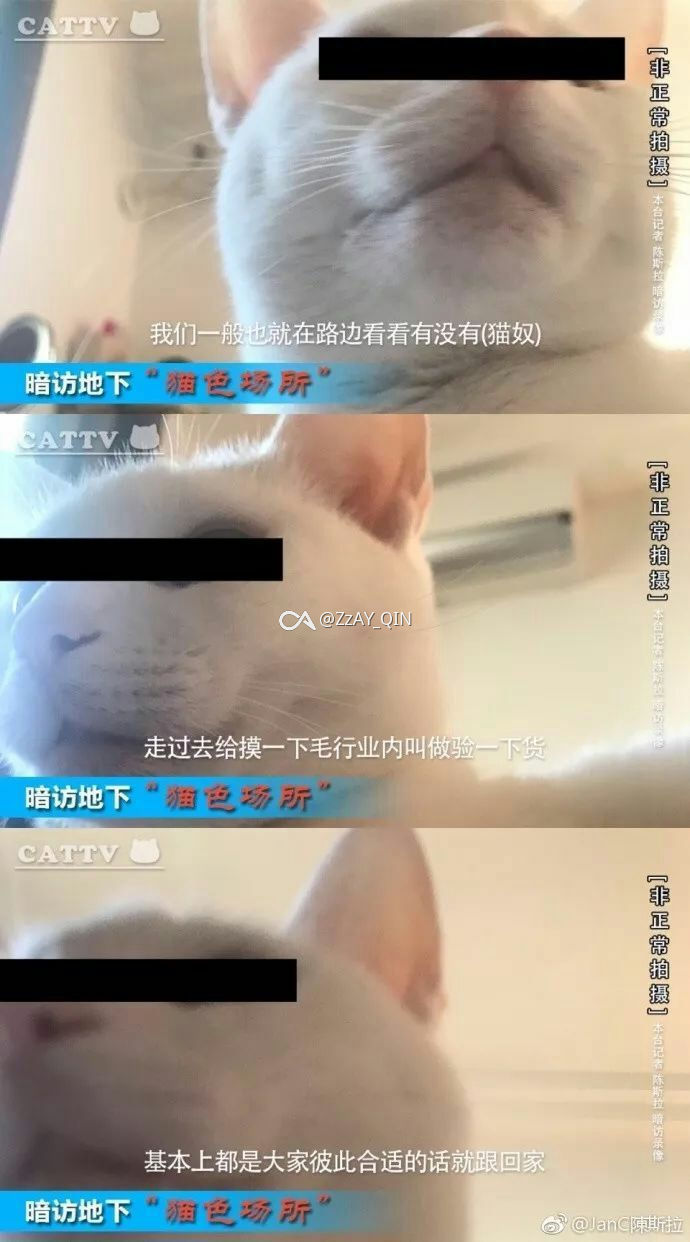 CATTV
[非正常拍摄]
本台记者 陈斯拉 暗访录像
我们一般也就在路边看看有没有(猫奴)
暗访地下“猫色场所”
CATTV
[非正常拍摄]
本台记者 陈斯拉 暗访录像
@ZzAY_QIN
走过去给摸一下毛行业内叫做验一下货
暗访地下“猫色场所”
CATTV
[非正常拍摄]
本台记者 陈斯拉 暗访录像
基本上都是大家彼此合适的话就跟回家
暗访地下“猫色场所”
@JanC陳斯拉